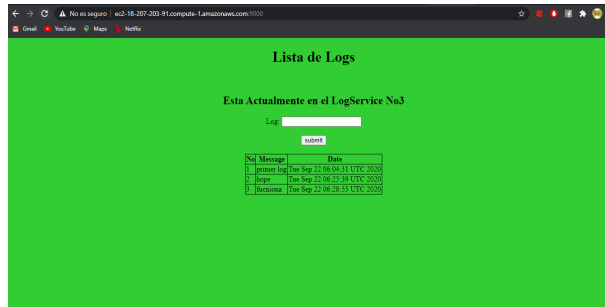 No es seguro | ec2-18-207-203-91.compute-1.amazonaws.com:9000
Gmail YouTube Maps Netflix
Lista de Logs
Esta Actualmente en el LogService No3
Log:
submit
No Message Date
1 primer log Tue Sep 22 06:04:31 UTC 2020
2 hope Tue Sep 22 06:25:39 UTC 2020
3 fucniona Tue Sep 22 06:28:55 UTC 2020